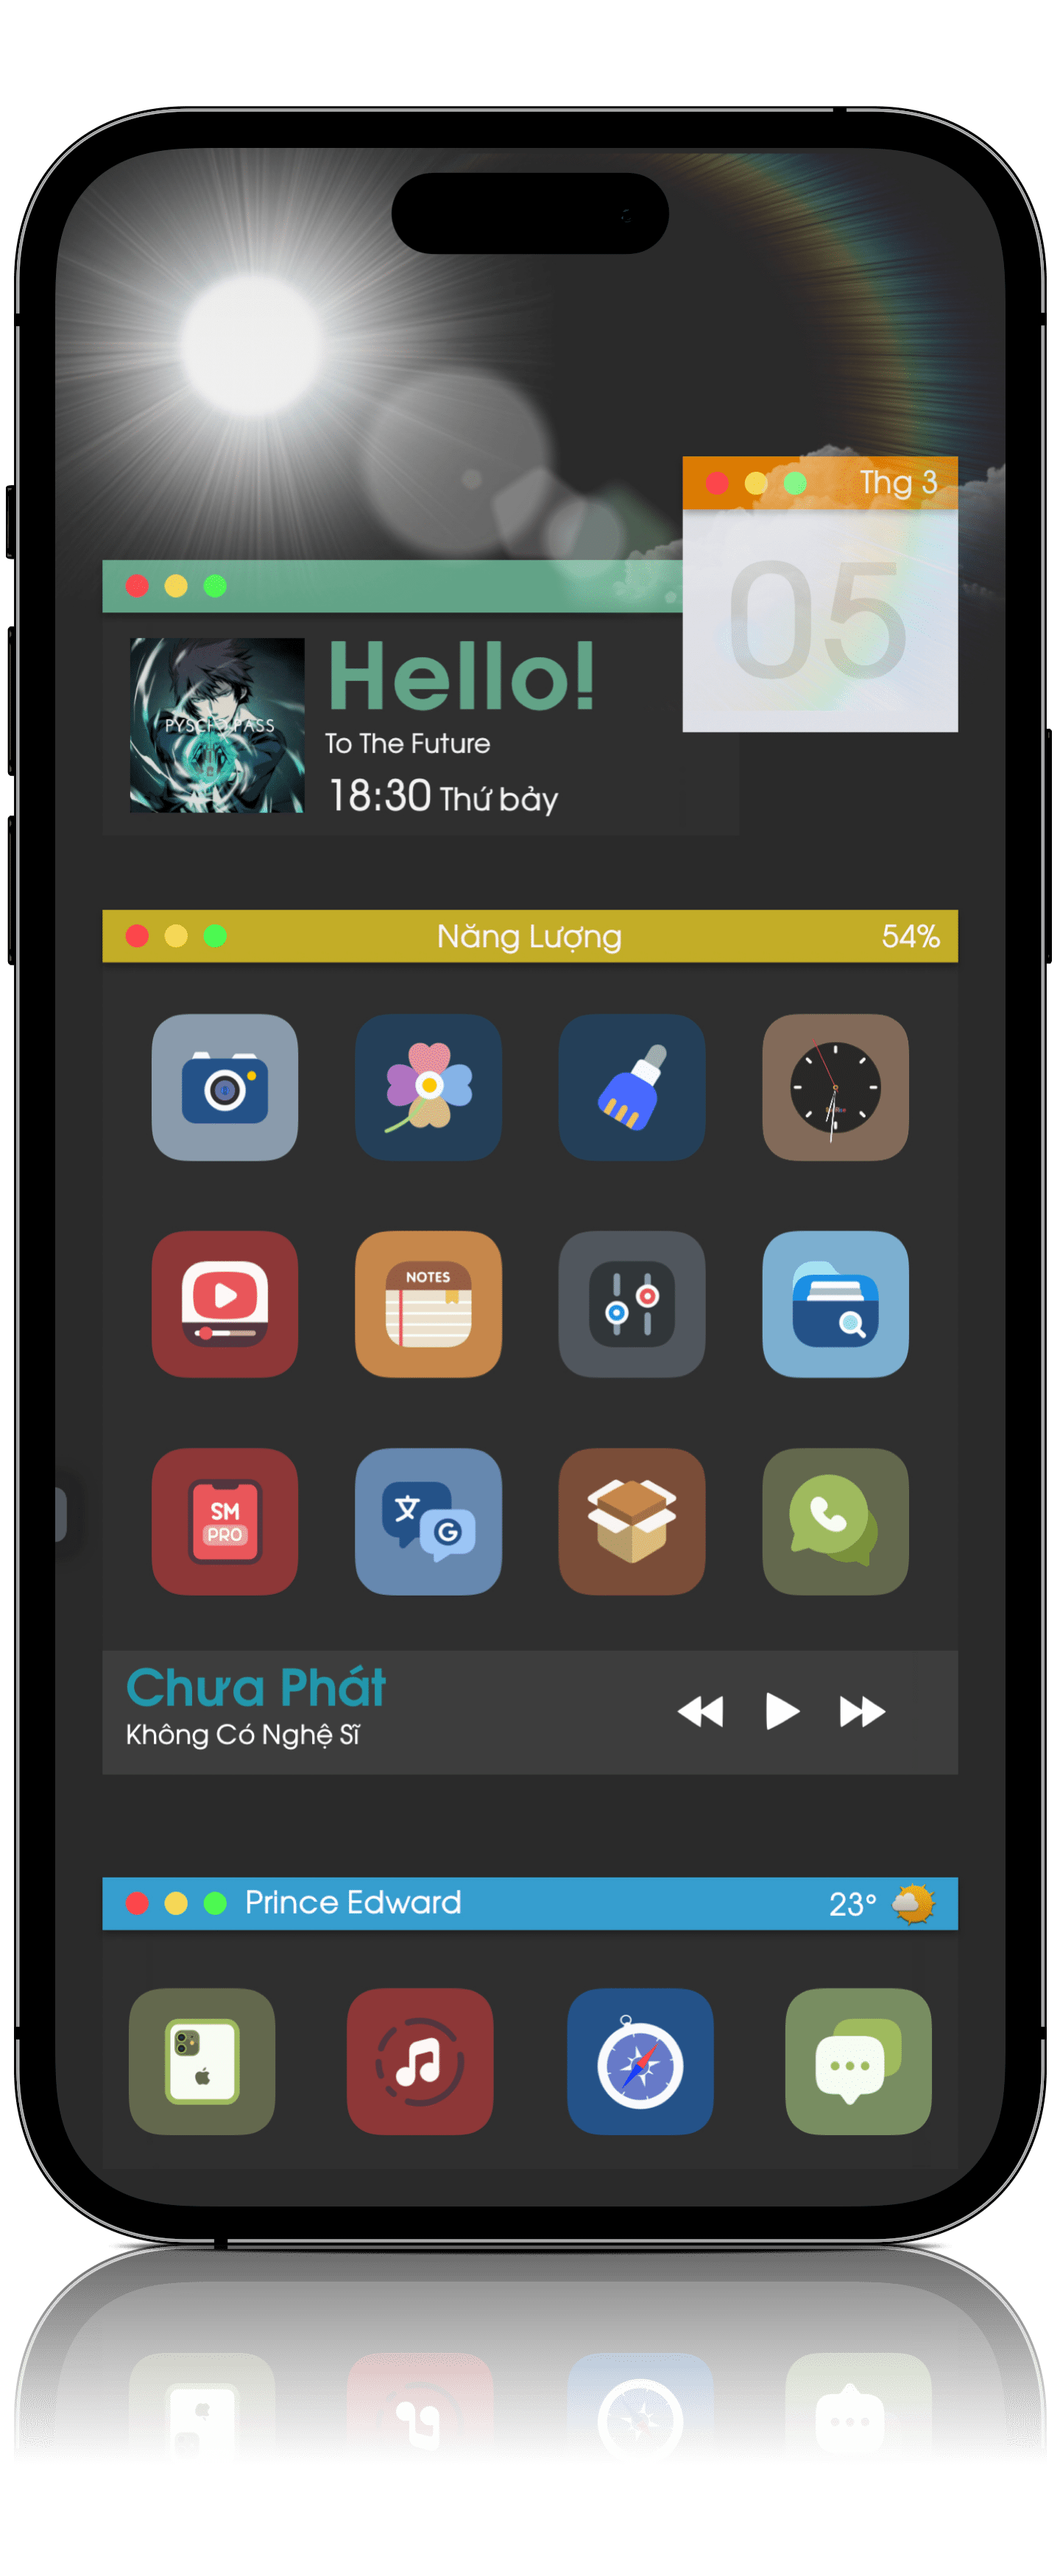 Thg 3
05
Hello!
PYSCHO PASS
To The Future
18:30 Thứ bảy
Năng Lượng 54%
NOTES
SM
PRO
文 G
Chưa Phát
Không Có Nghệ Sĩ
Prince Edward 23°